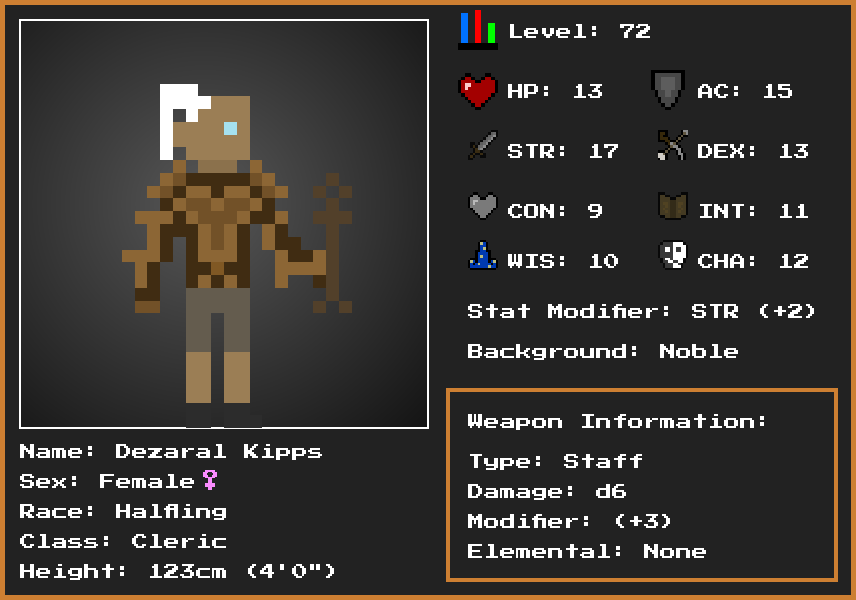 Level: 72
HP: 13 AC: 15
STR: 17 DEX: 13
CON: 9 INT: 11
WIS: 10 CHA: 12
Stat Modifier: STR (+2)
Background: Noble
Weapon Information:
Type: Staff
Damage: d6
Modifier: (+3)
Elemental: None
Name: Dezaral Kipps
Sex: Female♀
Race: Halfling
Class: Cleric
Height: 123cm (4'0")